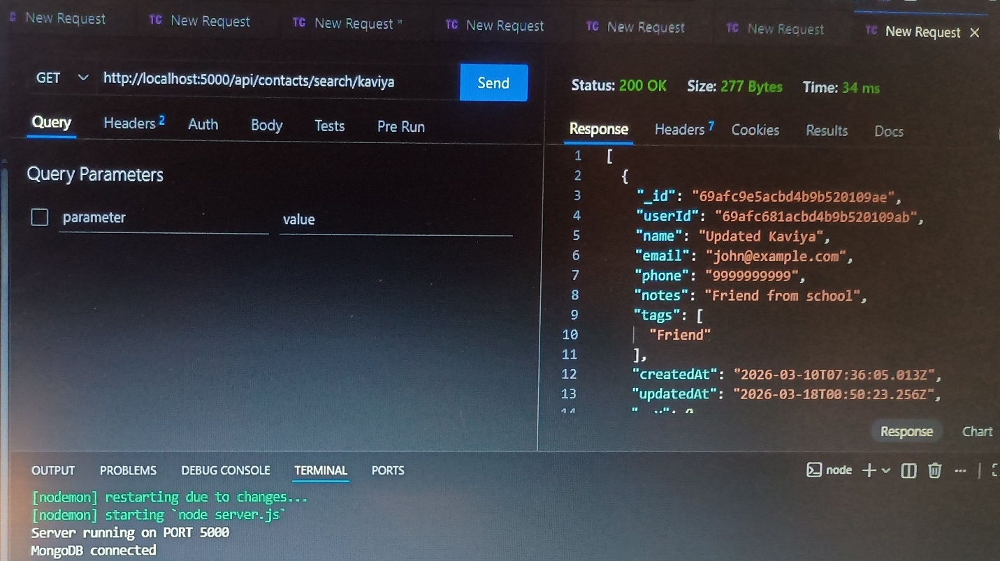 New Request
TC New Request
TC New Request *
TC New Request
TC New Request
TC New Request
TC New Request ×
GET http://localhost:5000/api/contacts/search/kaviya Send
Query Headers 2 Auth Body Tests Pre Run
Query Parameters
parameter value
Status: 200 OK Size: 277 Bytes Time: 34 ms
Response Headers 7 Cookies Results Docs
1 [
2 {
3 "_id": "69afc9e5acbd4b9b520109ae",
4 "userId": "69afc681acbd4b9b520109ab",
5 "name": "Updated Kaviya",
6 "email": "john@example.com",
7 "phone": "9999999999",
8 "notes": "Friend from school",
9 "tags": [
10 "Friend"
11 ],
12 "createdAt": "2026-03-10T07:36:05.013Z",
13 "updatedAt": "2026-03-18T00:50:23.256Z",
Response Chart
OUTPUT PROBLEMS DEBUG CONSOLE TERMINAL PORTS
node
[nodemon] restarting due to changes...
[nodemon] starting `node server.js`
Server running on PORT 5000
MongoDB connected